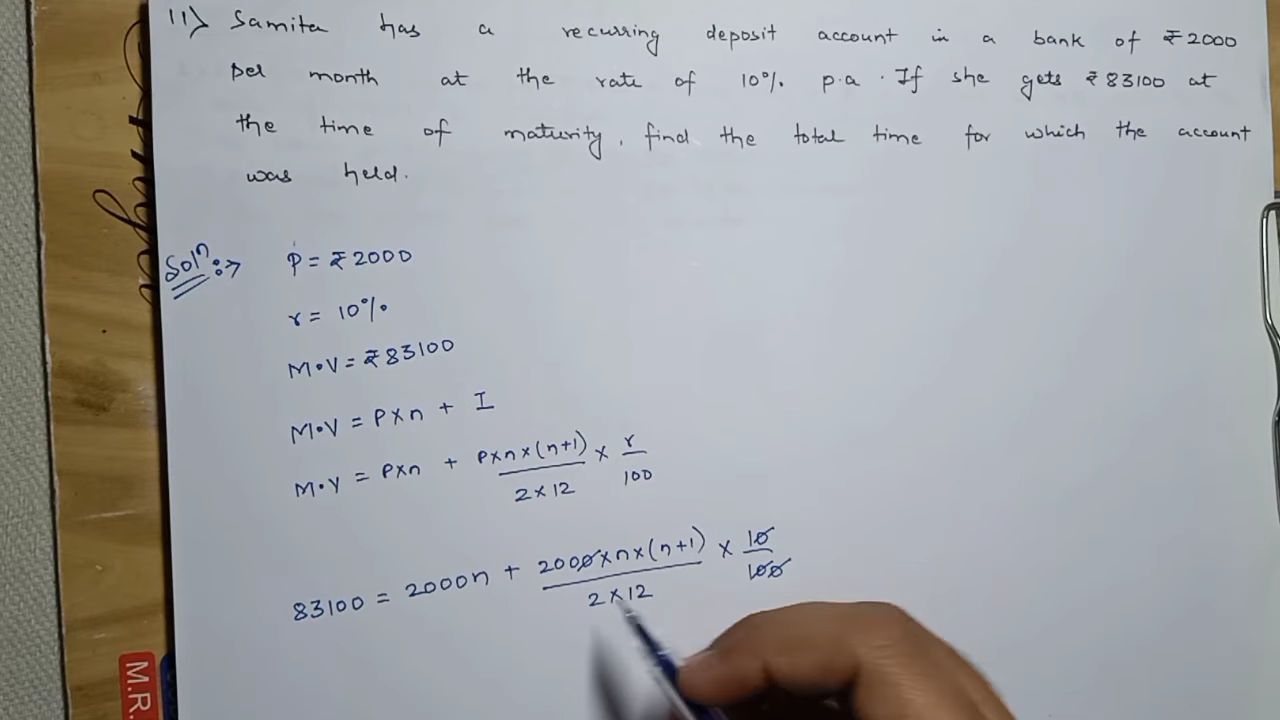 11) Samita has a recurring deposit account in a bank of ₹2000
per month at the rate of 10% p.a. If she gets ₹83100 at
the time of maturity, find the total time for which the account
was held.
Solⁿ:→
P = ₹2000
r = 10%
M.V = ₹83100
M.V = P×n + I
M.V = P×n + P×n×(n+1)/2×12 × r/100
83100 = 2000n + 2000×n×(n+1)/2×12 × 10/100
M.R.